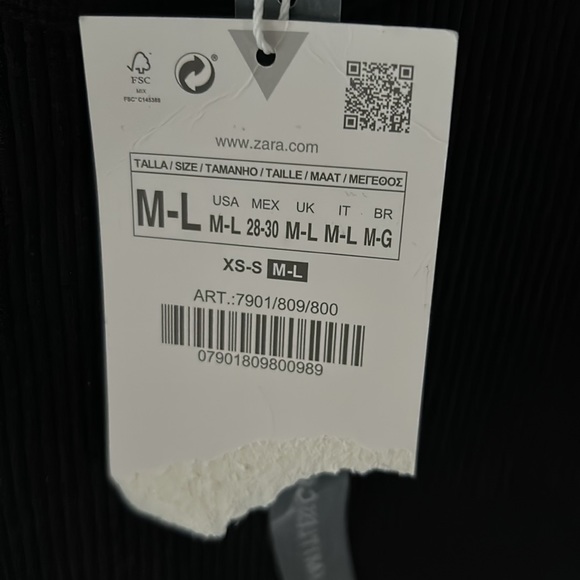 FSC
MIX
www.zara.com
TALLA / SIZE / TAMANHO / TAILLE / MAAT / ΜΕΓΕΘΟΣ
M-L
USA MEX UK IT BR
M-L 28-30 M-L M-L M-G
XS-S M-L
ART.:7901/809/800
07901809800989